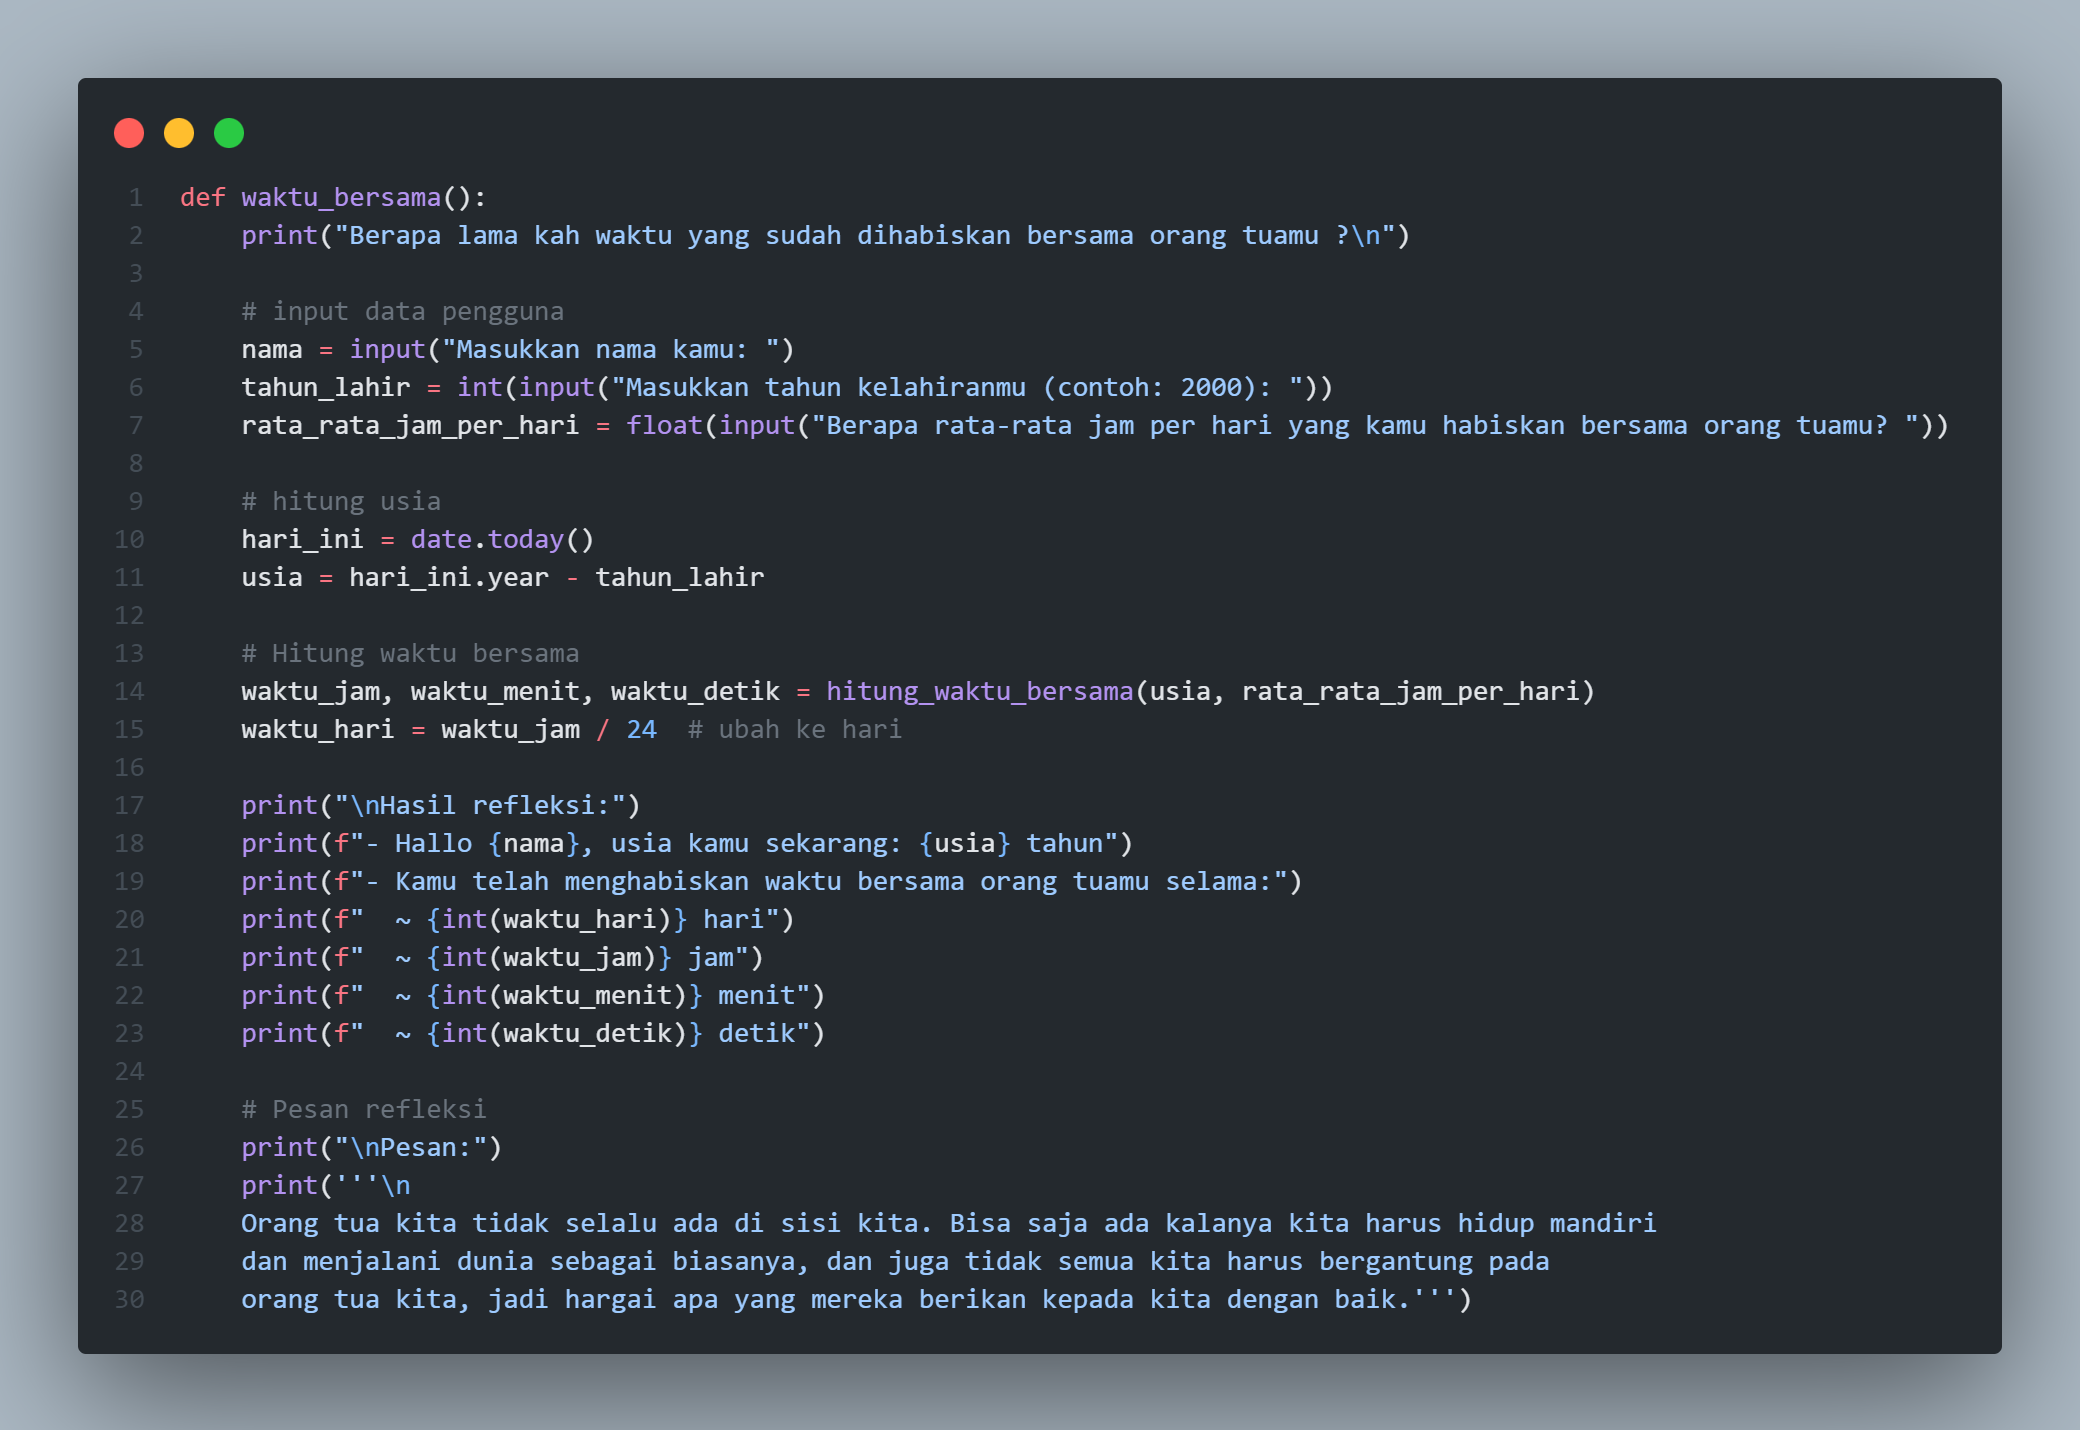 1 def waktu_bersama():
2     print("Berapa lama kah waktu yang sudah dihabiskan bersama orang tuamu ?\n")
3
4     # input data pengguna
5     nama = input("Masukkan nama kamu: ")
6     tahun_lahir = int(input("Masukkan tahun kelahiranmu (contoh: 2000): "))
7     rata_rata_jam_per_hari = float(input("Berapa rata-rata jam per hari yang kamu habiskan bersama orang tuamu? "))
8
9     # hitung usia
10     hari_ini = date.today()
11     usia = hari_ini.year - tahun_lahir
12
13     # Hitung waktu bersama
14     waktu_jam, waktu_menit, waktu_detik = hitung_waktu_bersama(usia, rata_rata_jam_per_hari)
15     waktu_hari = waktu_jam / 24  # ubah ke hari
16
17     print("\nHasil refleksi:")
18     print(f"- Hallo {nama}, usia kamu sekarang: {usia} tahun")
19     print(f"- Kamu telah menghabiskan waktu bersama orang tuamu selama:")
20     print(f"  ~ {int(waktu_hari)} hari")
21     print(f"  ~ {int(waktu_jam)} jam")
22     print(f"  ~ {int(waktu_menit)} menit")
23     print(f"  ~ {int(waktu_detik)} detik")
24
25     # Pesan refleksi
26     print("\nPesan:")
27     print('''\n
28     Orang tua kita tidak selalu ada di sisi kita. Bisa saja ada kalanya kita harus hidup mandiri
29     dan menjalani dunia sebagai biasanya, dan juga tidak semua kita harus bergantung pada
30     orang tua kita, jadi hargai apa yang mereka berikan kepada kita dengan baik.''')